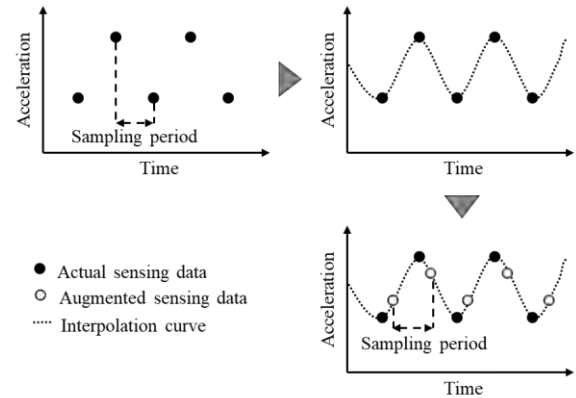 Acceleration
Sampling period
Time
Acceleration
Time
Actual sensing data
Augmented sensing data
Interpolation curve
Acceleration
Sampling period
Time